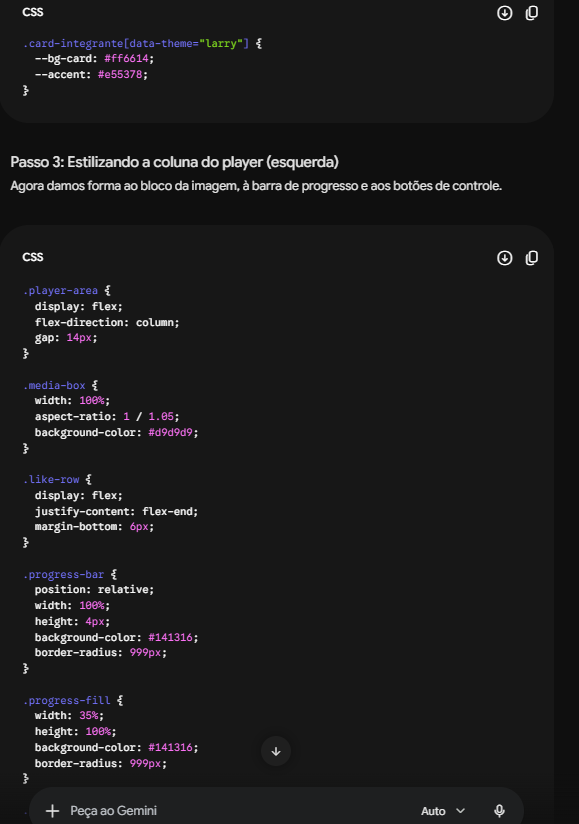 CSS
.card-integrante[data-theme="larry"] {
--bg-card: #ff6614;
--accent: #e55378;
}
Passo 3: Estilizando a coluna do player (esquerda)
Agora damos forma ao bloco da imagem, à barra de progresso e aos botões de controle.
CSS
.player-area {
display: flex;
flex-direction: column;
gap: 14px;
}
.media-box {
width: 100%;
aspect-ratio: 1 / 1.05;
background-color: #d9d9d9;
}
.like-row {
display: flex;
justify-content: flex-end;
margin-bottom: 6px;
}
.progress-bar {
position: relative;
width: 100%;
height: 4px;
background-color: #141316;
border-radius: 999px;
}
.progress-fill {
width: 35%;
height: 100%;
background-color: #141316;
border-radius: 999px;
}
Peça ao Gemini
Auto